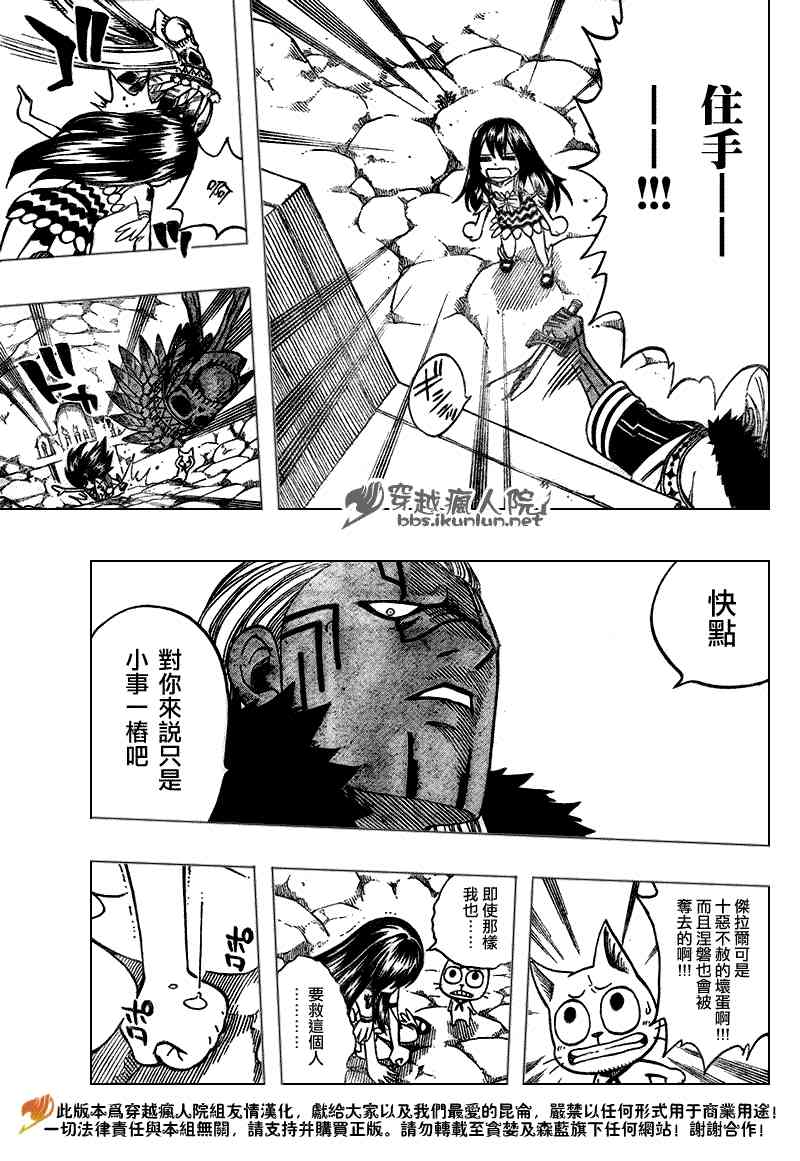 住手——
——!!!
呃
快點
對你來説只是
小事一樁吧
傑拉爾可是
十惡不赦的壞蛋啊!!!
而且涅磐也會被
奪去的啊!!!
即使那樣
我也……
要救這個人
…………
咕
咕
穿越瘋人院
bbs.ikunlun.net
此版本爲穿越瘋人院組友情漢化，獻給大家以及我們最愛的昆侖，嚴禁以任何形式用于商業用途！
一切法律責任與本組無關，請支持并購買正版。請勿轉載至貪婪及森藍旗下任何網站！謝謝合作！